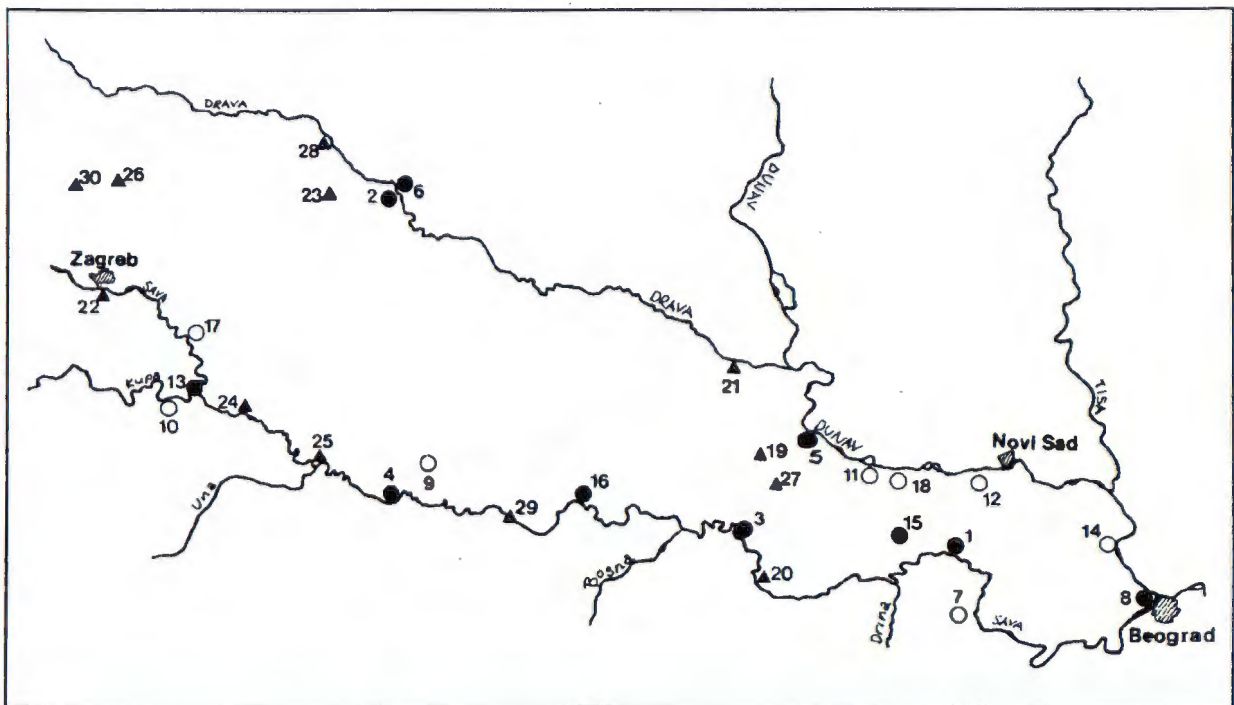 DRAVA
28
30
26
23
2
6
DUNAV
Zagreb
SAVA
22
17
DRAVA
KUPA
13
10
24
21
TISA
25
19
5
DUNAV
Novi Sad
Una
4
9
16
27
11
18
12
29
3
15
1
14
Bosna
20
Drina
7
SAVA
8
Beograd